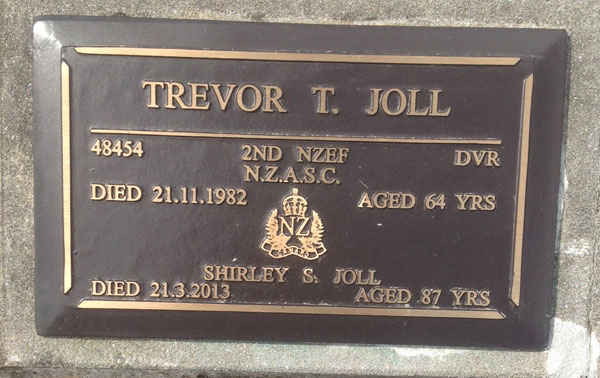 TREVOR T. JOLL
48454 2ND NZEF DVR
N.Z.A.S.C.
DIED 21.11.1982 AGED 64 YRS
NZ
SHIRLEY S. JOLL
DIED 21.3.2013 AGED 87 YRS